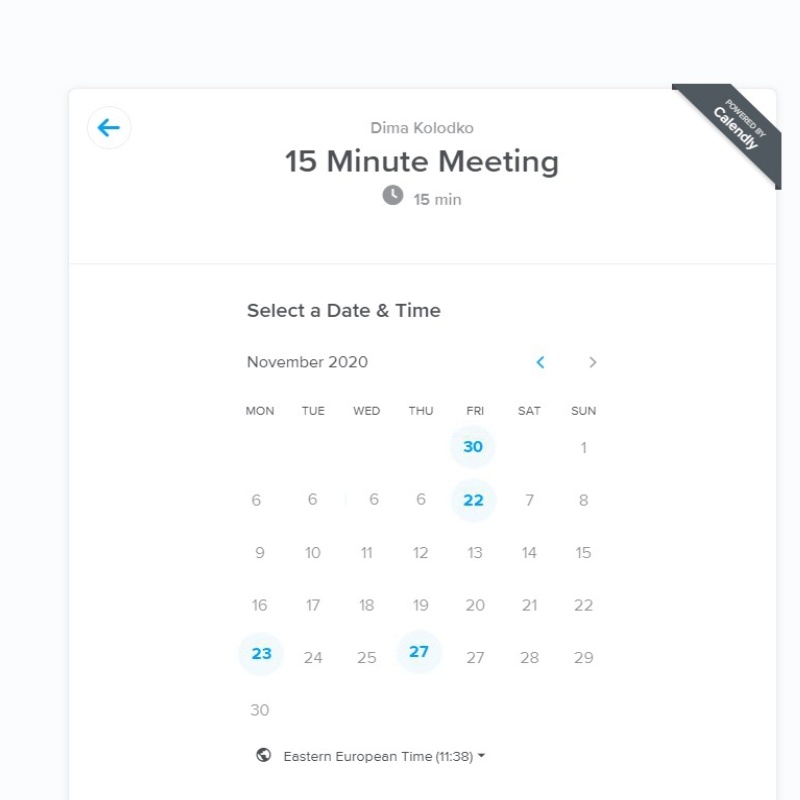 POWERED BY
Calendly
Dima Kolodko
15 Minute Meeting
15 min
Select a Date & Time
November 2020
MON TUE WED THU FRI SAT SUN
30 1
6 6 6 6 22 7 8
9 10 11 12 13 14 15
16 17 18 19 20 21 22
23 24 25 27 27 28 29
30
Eastern European Time (11:38)